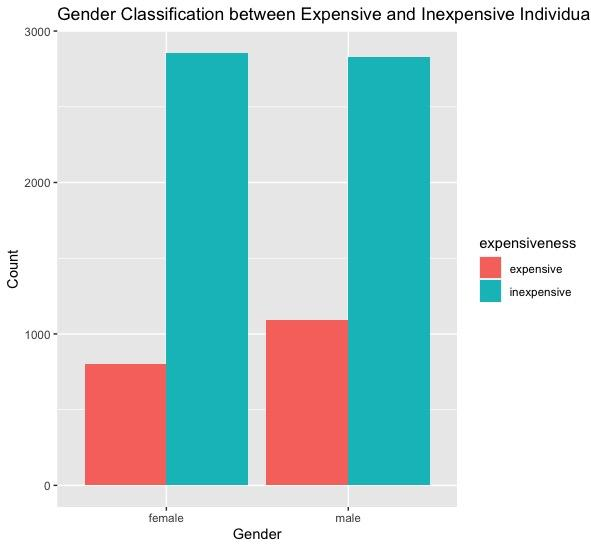 Gender Classification between Expensive and Inexpensive Individua
3000
2000
1000
0
Count
female
male
Gender
expensiveness
expensive
inexpensive